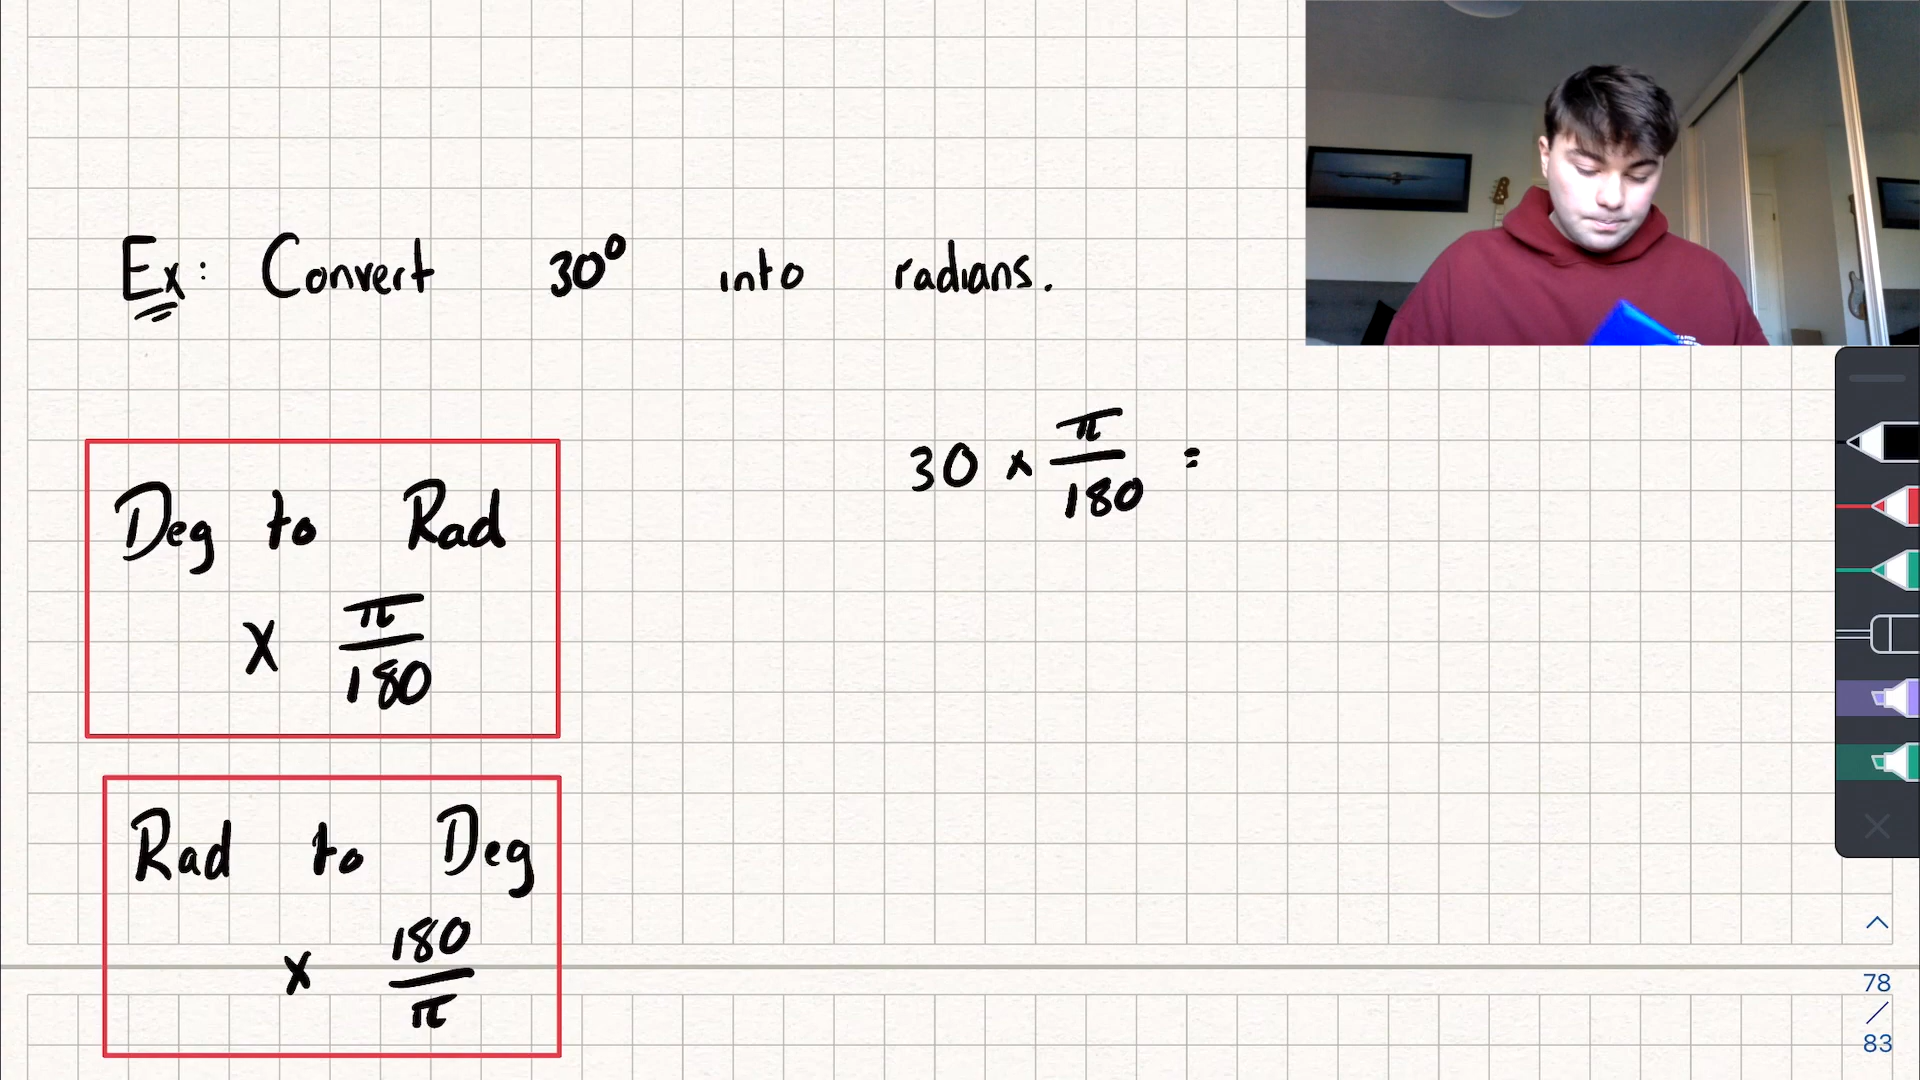 Ex: Convert 30° into radians.
30 × π/180 =
Deg to Rad
× π/180
Rad to Deg
× 180/π
78
/
83